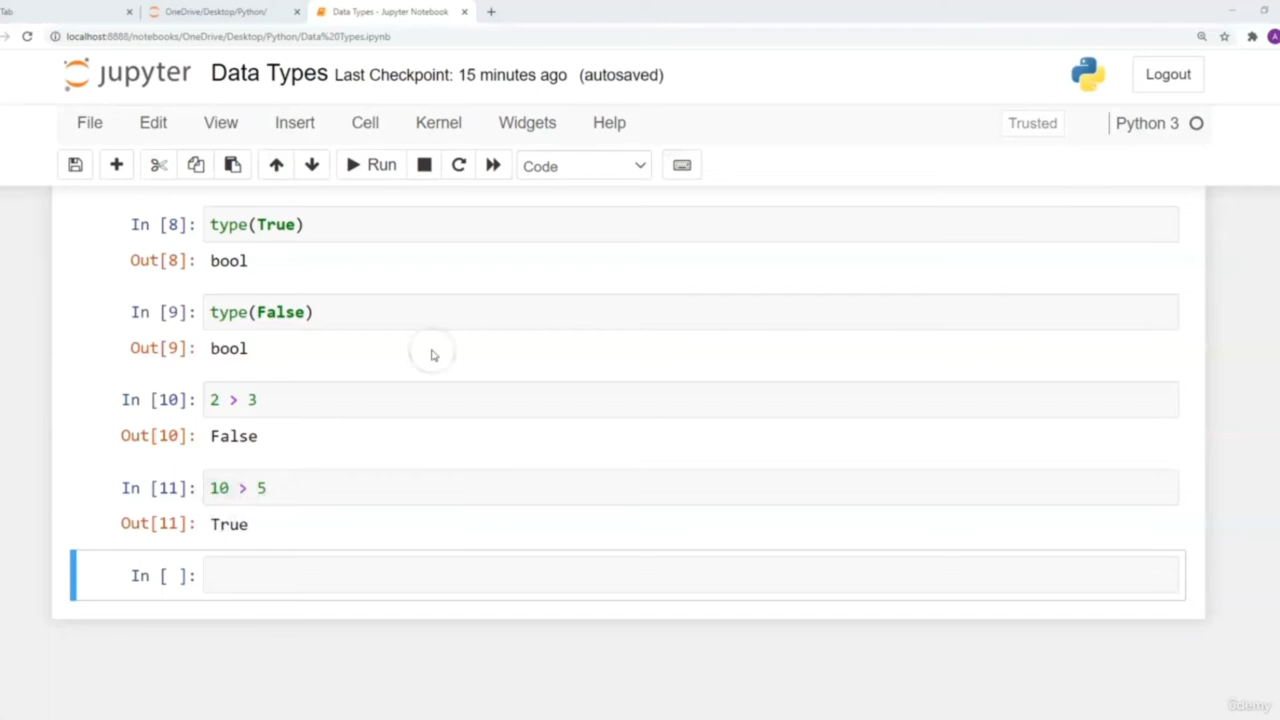 Tab OneDrive/Desktop/Python/ Data Types - Jupyter Notebook
localhost:8888/notebooks/OneDrive/Desktop/Python/Data%20Types.ipynb
A
jupyter Data Types Last Checkpoint: 15 minutes ago (autosaved) Logout
File Edit View Insert Cell Kernel Widgets Help Trusted Python 3
Run Code
In [8]: type(True)
Out[8]: bool
In [9]: type(False)
Out[9]: bool
In [10]: 2 > 3
Out[10]: False
In [11]: 10 > 5
Out[11]: True
In [ ]:
ûdemy